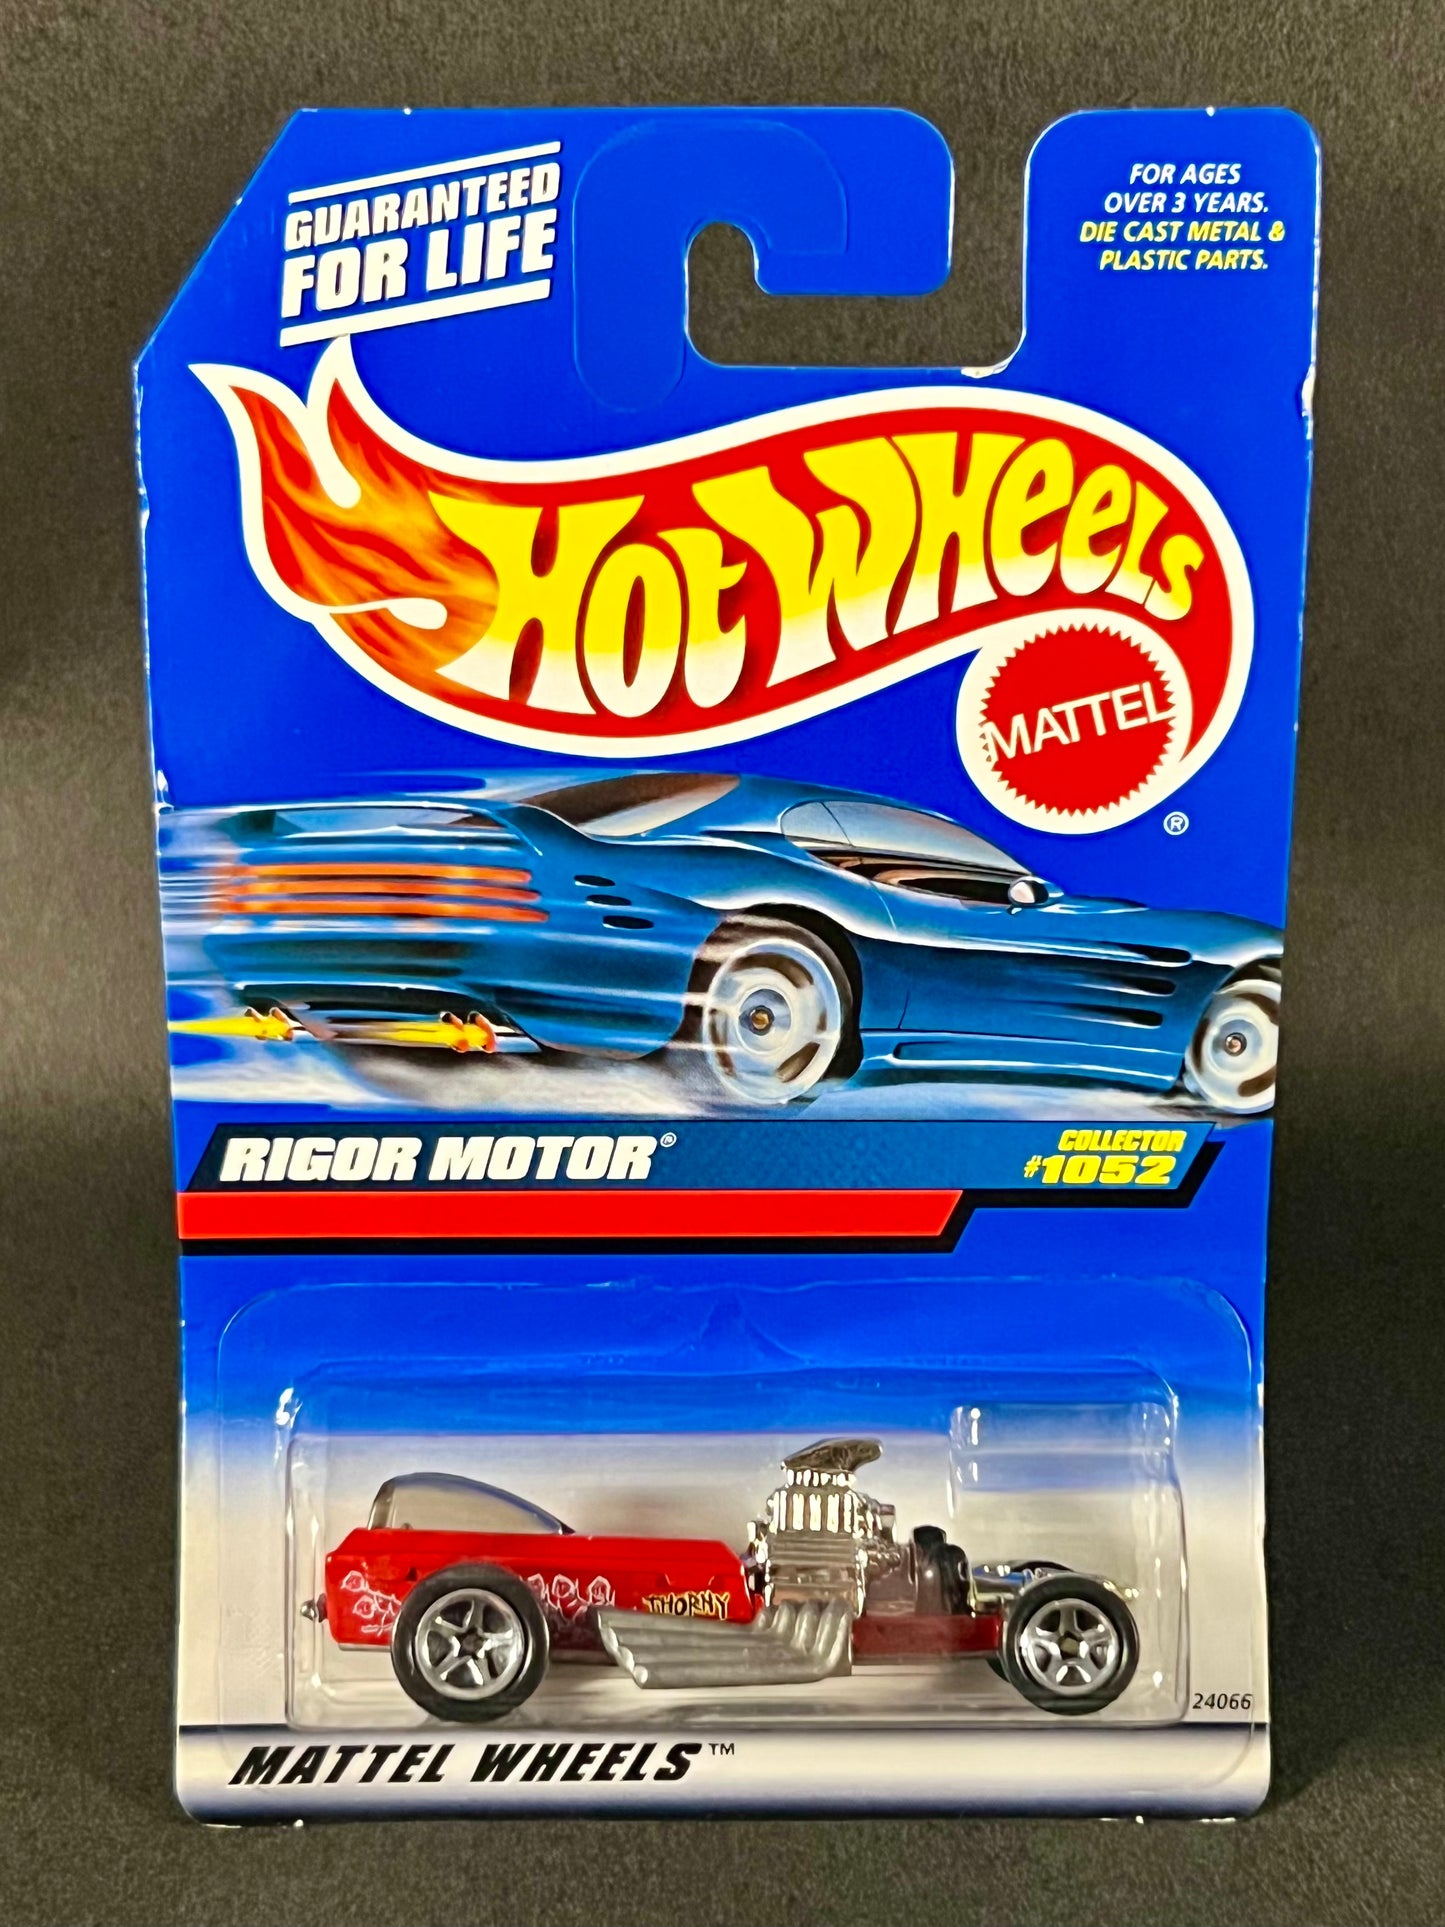 GUARANTEED
FOR LIFE
FOR AGES
OVER 3 YEARS.
DIE CAST METAL &
PLASTIC PARTS.
HOT WHEELS
MATTEL
®
RIGOR MOTOR®
COLLECTOR
#1052
THORNY
24066
MATTEL WHEELS™